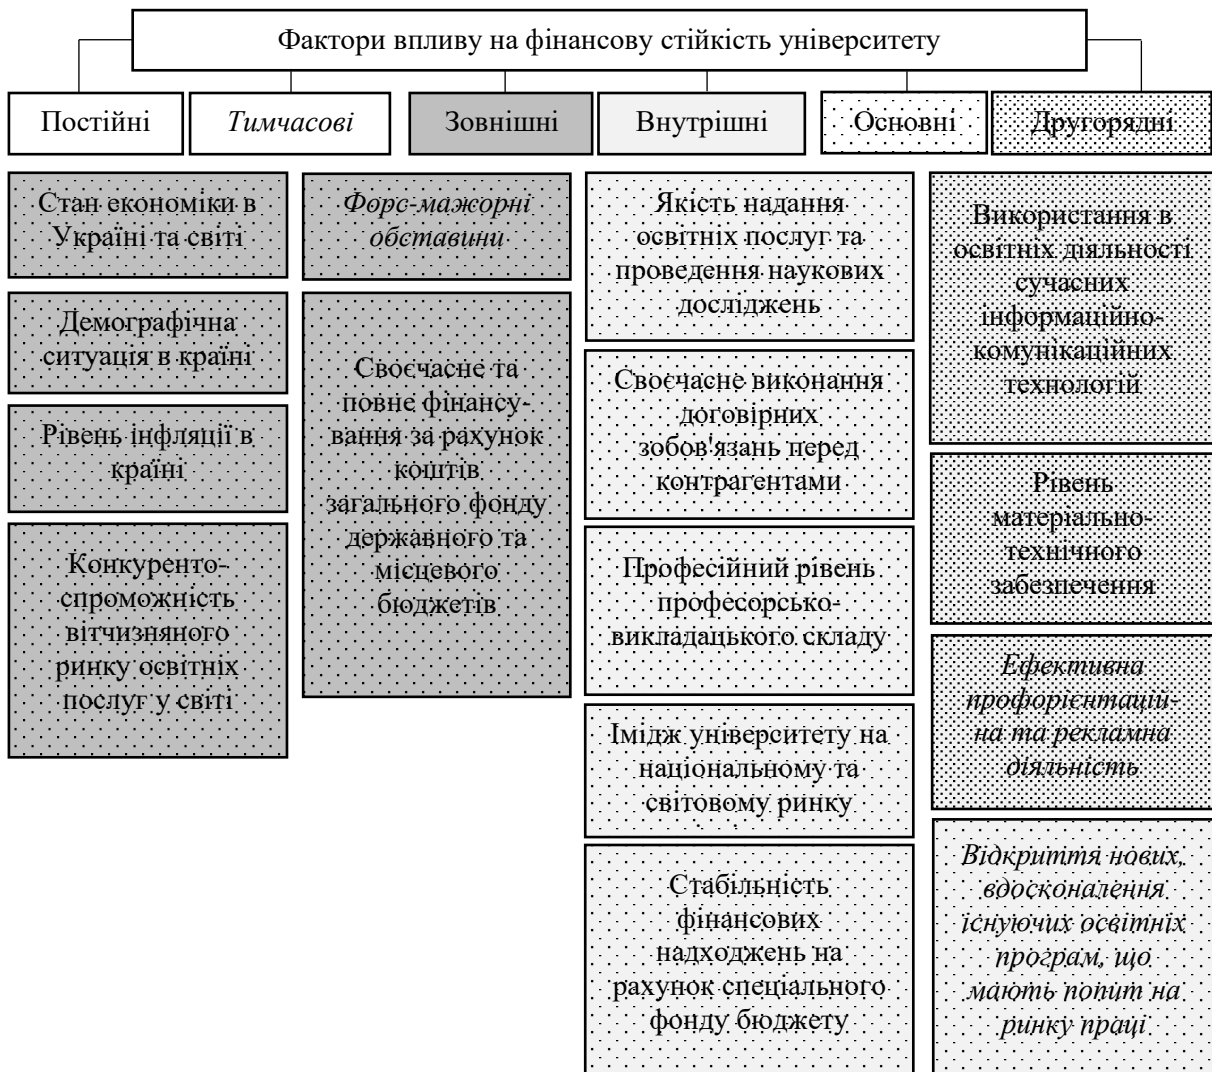 Фактори впливу на фінансову стійкість університету
Постійні
Тимчасові
Зовнішні
Внутрішні
Основні
Другорядні
Стан економіки в
Україні та світі
Демографічна
ситуація в країні
Рівень інфляції в
країні
Конкуренто-
спроможність
вітчизняного
ринку освітніх
послуг у світі
Форс-мажорні
обставини
Своєчасне та
повне фінансу-
вання за рахунок
коштів
загального фонду
державного та
місцевого
бюджетів
Якість надання
освітніх послуг та
проведення наукових
досліджень
Своєчасне виконання
договірних
зобов'язань перед
контрагентами
Професійний рівень
професорсько-
викладацького складу
Імідж університету на
національному та
світовому ринку
Стабільність
фінансових
надходжень на
рахунок спеціального
фонду бюджету
Використання в
освітніх діяльності
сучасних
інформаційно-
комунікаційних
технологій
Рівень
матеріально-
технічного
забезпечення
Ефективна
профорієнтацій-
на та рекламна
діяльність
Відкриття нових,
вдосконалення
існуючих освітніх
програм, що
мають попит на
ринку праці